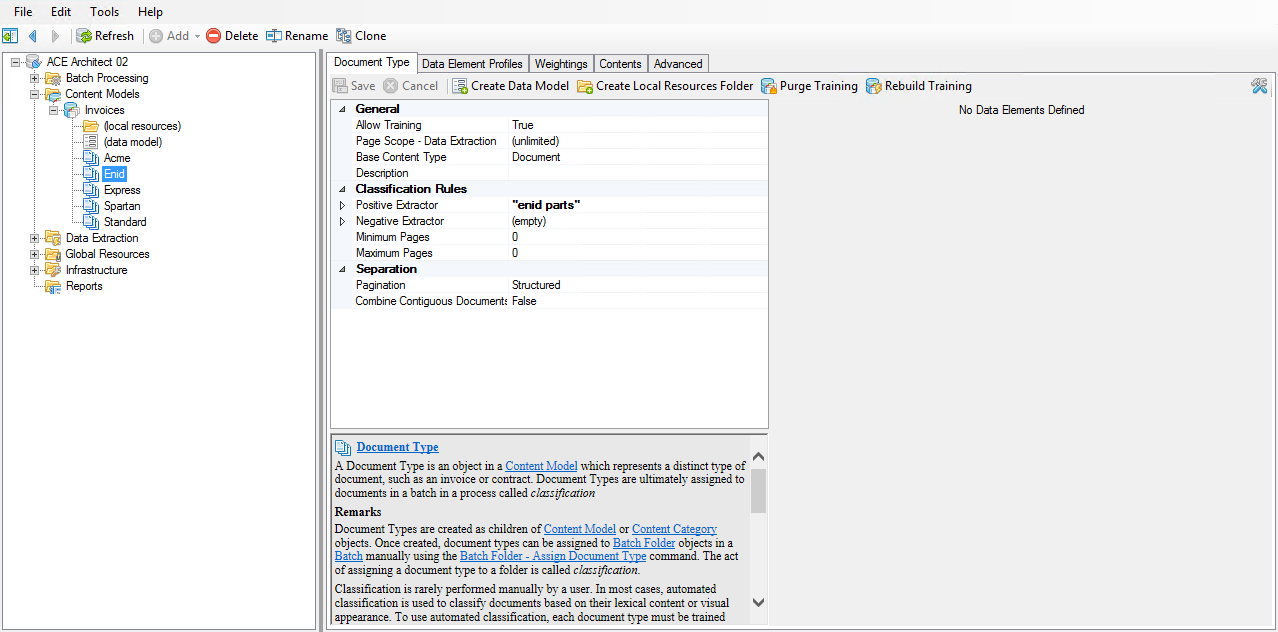 File Edit Tools Help
Refresh Add Delete Rename Clone
ACE Architect 02
Batch Processing
Content Models
Invoices
(local resources)
(data model)
Acme
Enid
Express
Spartan
Standard
Data Extraction
Global Resources
Infrastructure
Reports
Document Type Data Element Profiles Weightings Contents Advanced
Save Cancel Create Data Model Create Local Resources Folder Purge Training Rebuild Training
General
Allow Training True
Page Scope - Data Extraction (unlimited)
Base Content Type Document
Description
Classification Rules
Positive Extractor "enid parts"
Negative Extractor (empty)
Minimum Pages 0
Maximum Pages 0
Separation
Pagination Structured
Combine Contiguous Documents False
No Data Elements Defined
Document Type
A Document Type is an object in a Content Model which represents a distinct type of
document, such as an invoice or contract. Document Types are ultimately assigned to
documents in a batch in a process called classification
Remarks
Document Types are created as children of Content Model or Content Category
objects. Once created, document types can be assigned to Batch Folder objects in a
Batch manually using the Batch Folder - Assign Document Type command. The act
of assigning a document type to a folder is called classification.
Classification is rarely performed manually by a user. In most cases, automated
classification is used to classify documents based on their lexical content or visual
appearance. To use automated classification, each document type must be trained